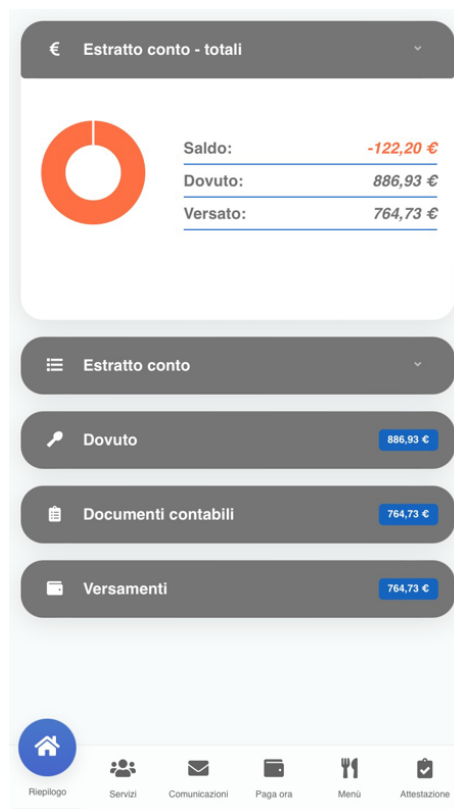 € Estratto conto - totali
Saldo: -122,20 €
Dovuto: 886,93 €
Versato: 764,73 €
Estratto conto
Dovuto 886,93 €
Documenti contabili 764,73 €
Versamenti 764,73 €
Riepilogo Servizi Comunicazioni Paga ora Menù Attestazione